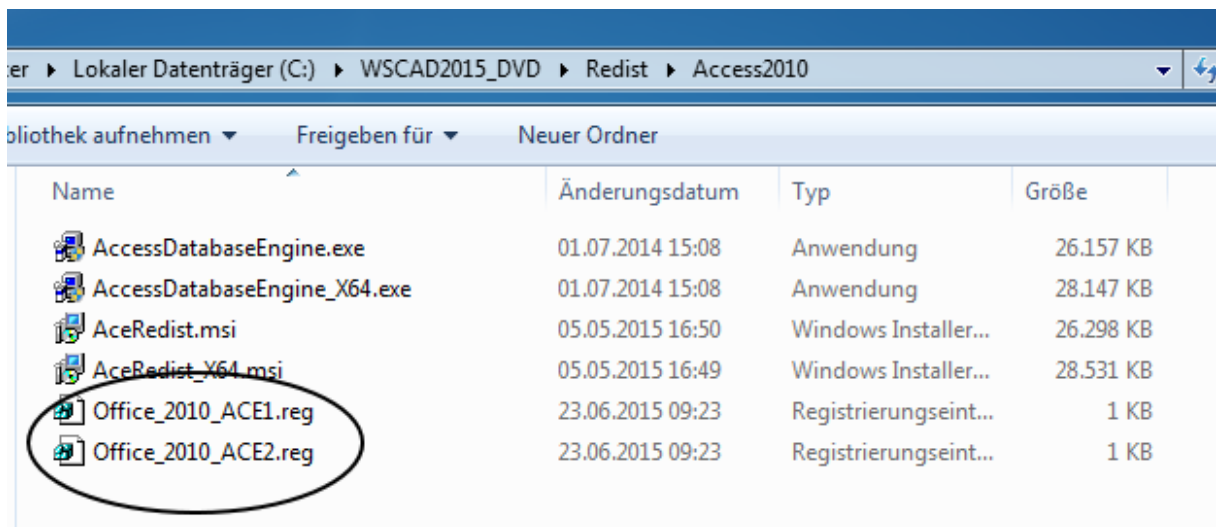 Lokaler Datenträger (C:) WSCAD2015_DVD Redist Access2010
Freigeben für Neuer Ordner
Name Änderungsdatum Typ Größe
AccessDatabaseEngine.exe 01.07.2014 15:08 Anwendung 26.157 KB
AccessDatabaseEngine_X64.exe 01.07.2014 15:08 Anwendung 28.147 KB
AceRedist.msi 05.05.2015 16:50 Windows Installer... 26.298 KB
AceRedist_X64.msi 05.05.2015 16:49 Windows Installer... 28.531 KB
Office_2010_ACE1.reg 23.06.2015 09:23 Registrierungseint... 1 KB
Office_2010_ACE2.reg 23.06.2015 09:23 Registrierungseint... 1 KB